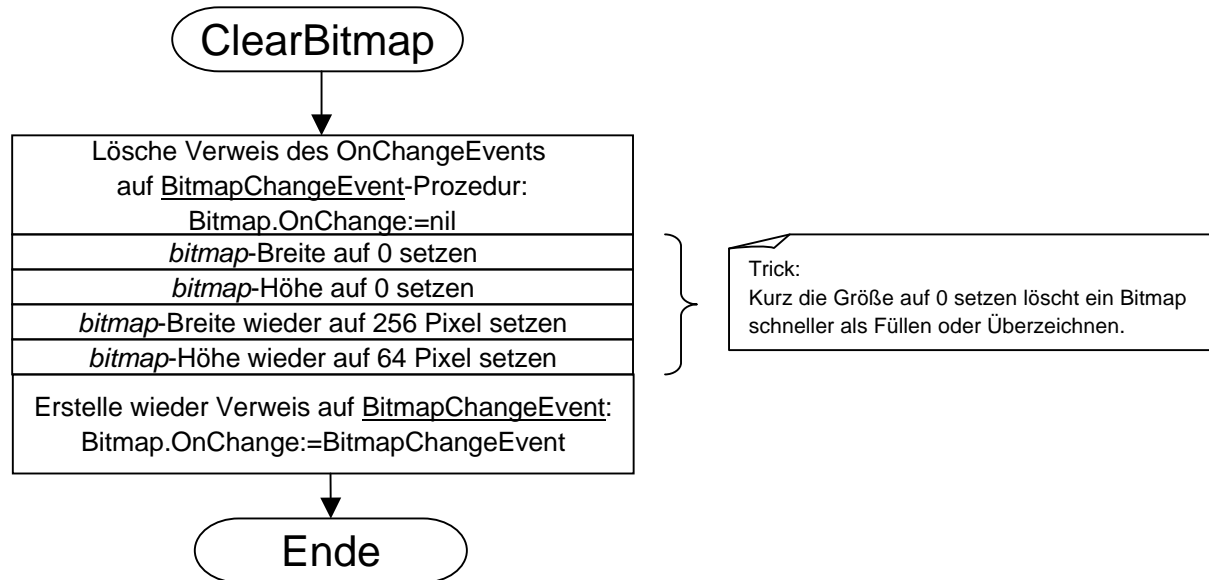 ClearBitmap
Lösche Verweis des OnChangeEvents
auf BitmapChangeEvent-Prozedur:
Bitmap.OnChange:=nil
bitmap-Breite auf 0 setzen
bitmap-Höhe auf 0 setzen
bitmap-Breite wieder auf 256 Pixel setzen
bitmap-Höhe wieder auf 64 Pixel setzen
Trick:
Kurz die Größe auf 0 setzen löscht ein Bitmap
schneller als Füllen oder Überzeichnen.
Erstelle wieder Verweis auf BitmapChangeEvent:
Bitmap.OnChange:=BitmapChangeEvent
Ende